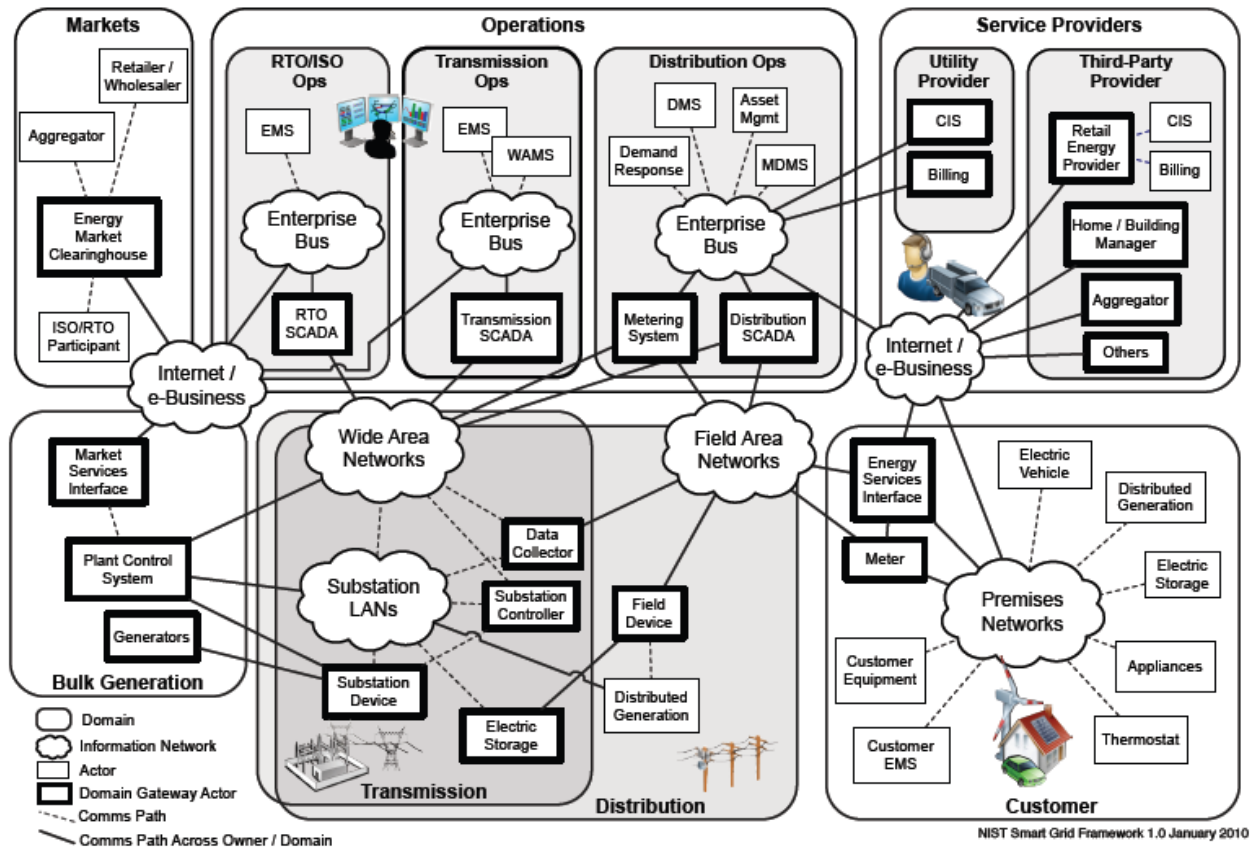 Markets
Retailer /
Wholesaler
Aggregator
Energy
Market
Clearinghouse
ISO/RTO
Participant
Internet /
e-Business
Operations
RTO/ISO
Ops
EMS
Enterprise
Bus
RTO
SCADA
Transmission
Ops
EMS
WAMS
Enterprise
Bus
Transmission
SCADA
Distribution Ops
DMS
Asset
Mgmt
Demand
Response
MDMS
Enterprise
Bus
Metering
System
Distribution
SCADA
Service Providers
Utility
Provider
CIS
Billing
Third-Party
Provider
Retail
Energy
Provider
CIS
Billing
Home / Building
Manager
Aggregator
Others
Internet /
e-Business
Market
Services
Interface
Plant Control
System
Generators
Bulk Generation
Wide Area
Networks
Field Area
Networks
Data
Collector
Substation
LANs
Substation
Controller
Field
Device
Substation
Device
Electric
Storage
Distributed
Generation
Transmission
Distribution
Energy
Services
Interface
Meter
Electric
Vehicle
Distributed
Generation
Electric
Storage
Premises
Networks
Customer
Equipment
Appliances
Customer
EMS
Thermostat
Customer
Domain
Information Network
Actor
Domain Gateway Actor
Comms Path
Comms Path Across Owner / Domain
NIST Smart Grid Framework 1.0 January 2010